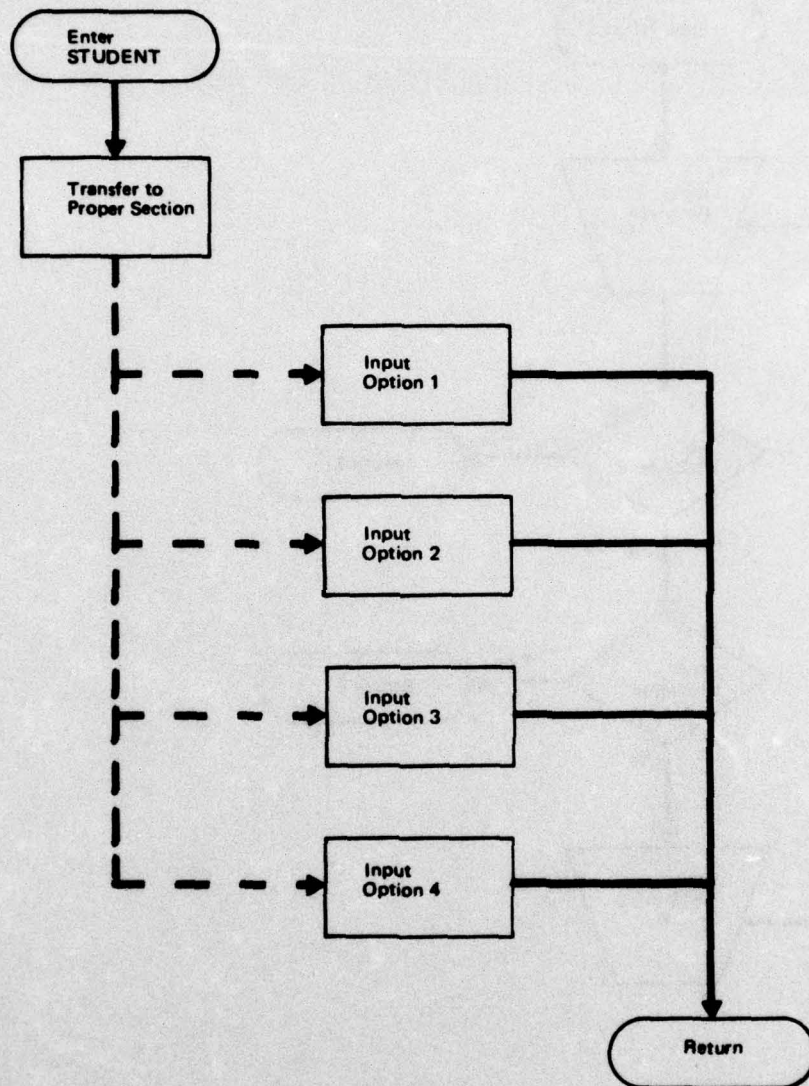 Enter
STUDENT
Transfer to
Proper Section
Input
Option 1
Input
Option 2
Input
Option 3
Input
Option 4
Return